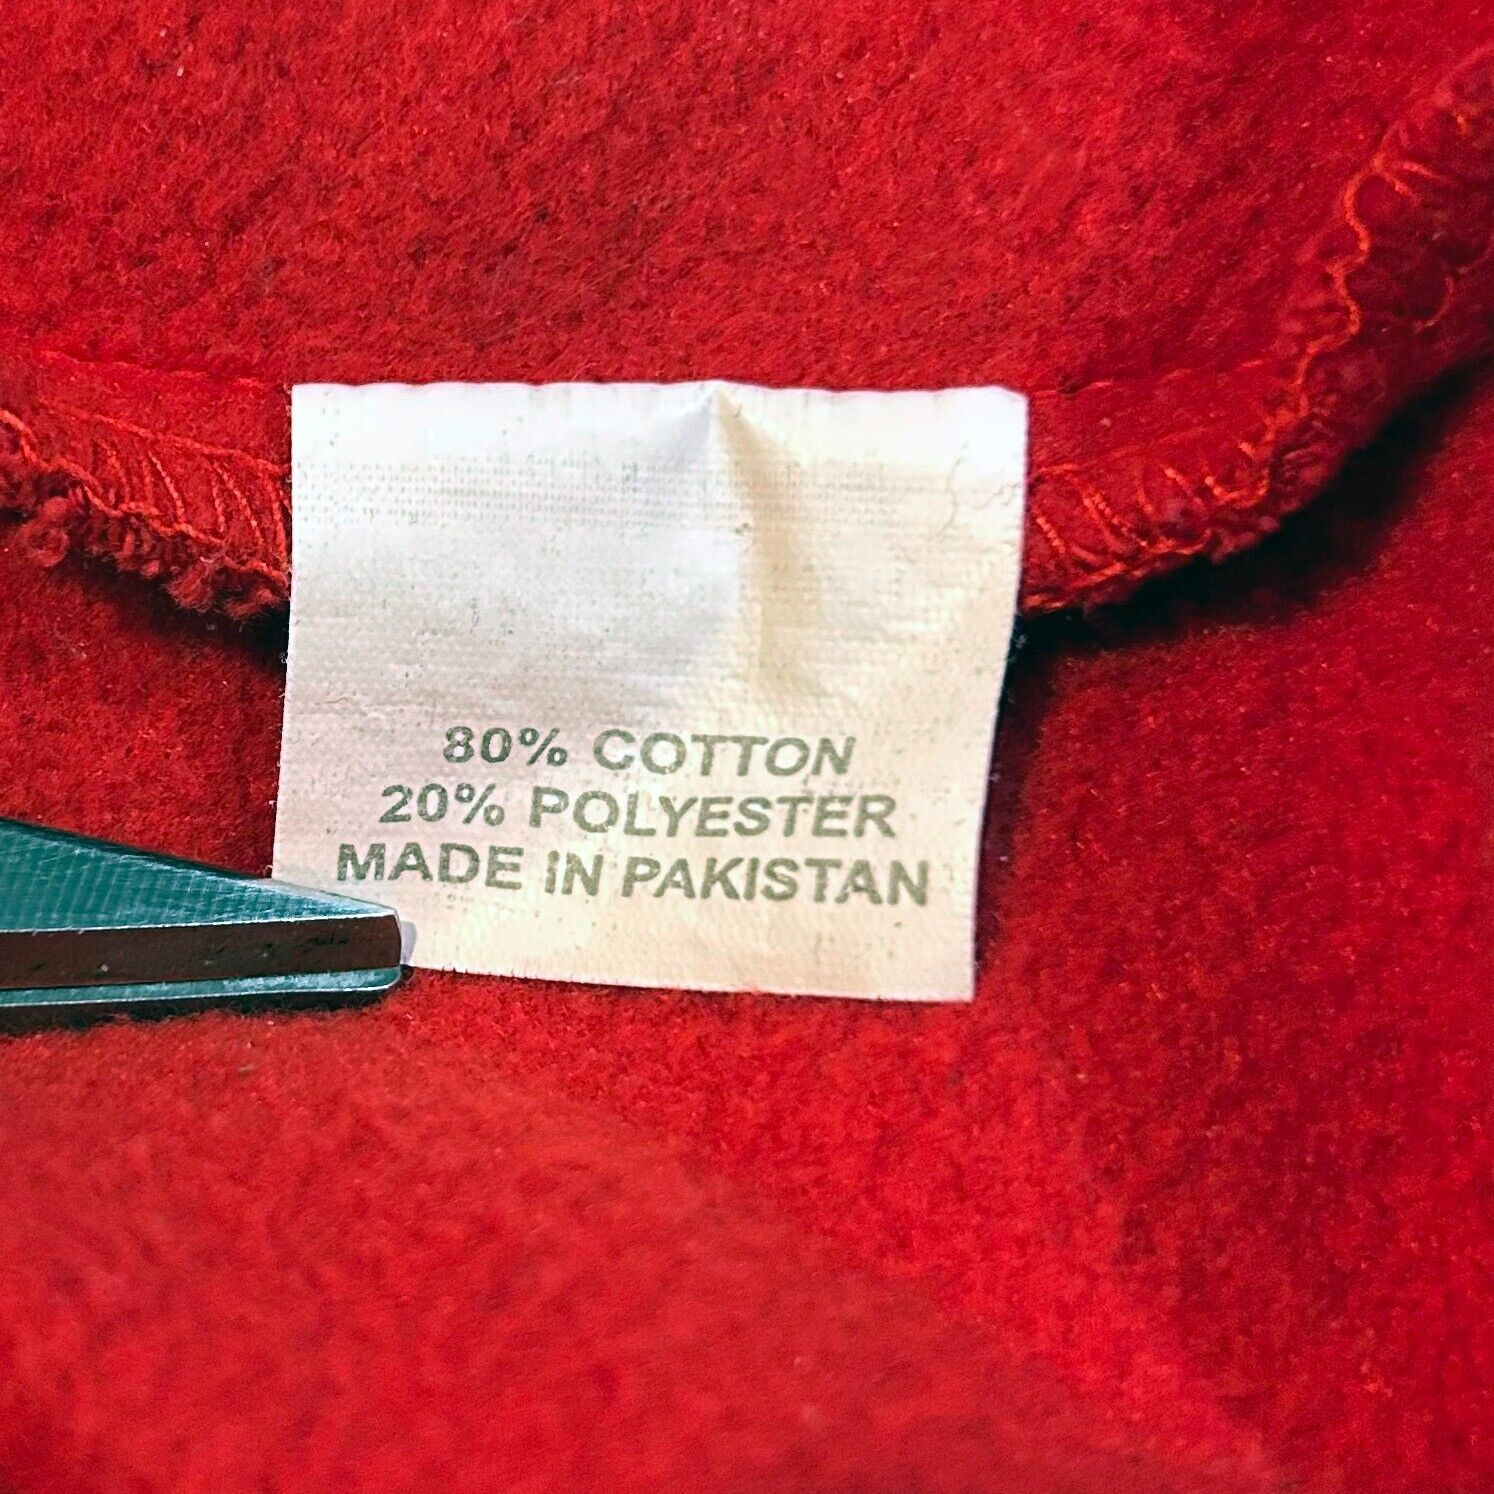 80% COTTON
20% POLYESTER
MADE IN PAKISTAN